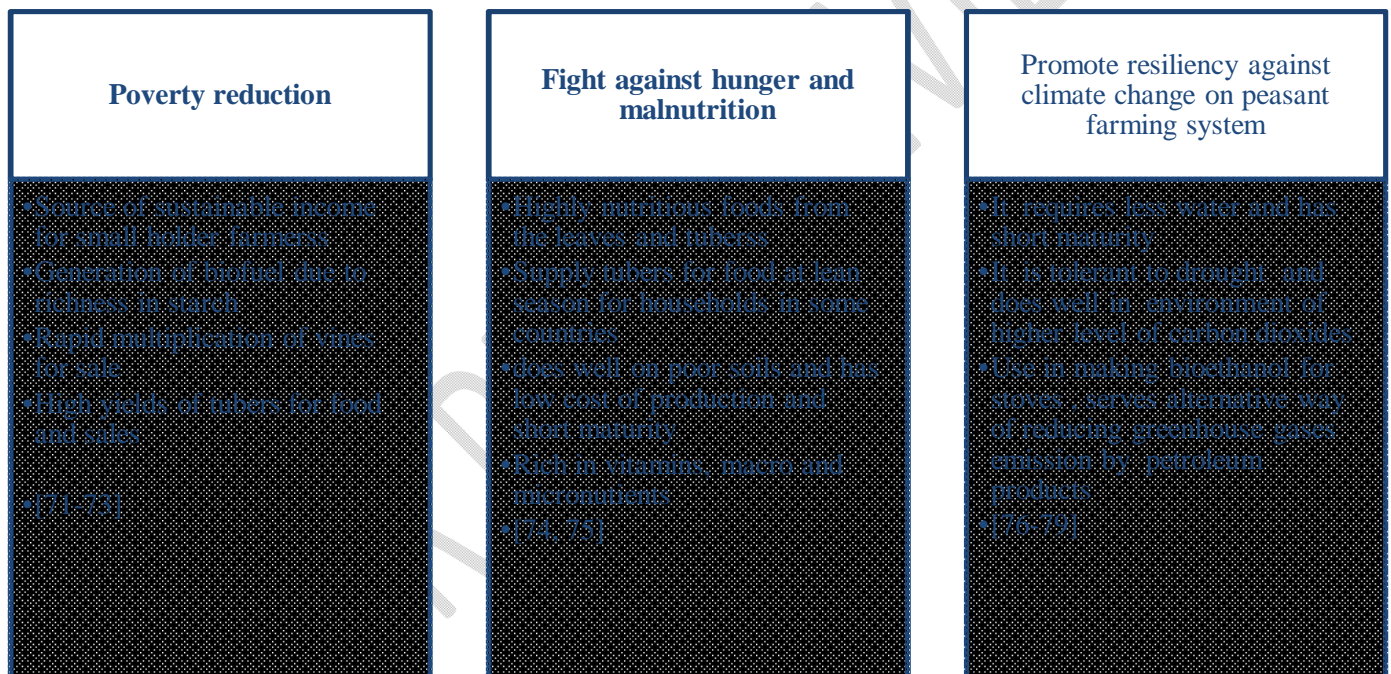 Poverty reduction
•Source of sustainable income
for small holder farmerss
•Generation of biofuel due to
richness in starch
•Rapid multiplication of vines
for sale
•High yields of tubers for food
and sales
•[71-73]
Fight against hunger and
malnutrition
•Highly nutritious foods from
the leaves and tuberss
•Supply tubers for food at lean
season for households in some
countries
•does well on poor soils and has
low cost of production and
short maturity
•Rich in vitamins, macro and
micronutients
•[74, 75]
Promote resiliency against
climate change on peasant
farming system
•It requires less water and has
short maturity
•It is tolerant to drought and
does well in environment of
higher level of carbon dioxides
•Use in making bioethanol for
stoves , serves alternative way
of reducing greenhouse gases
emission by petroleum
products
•[76-79]